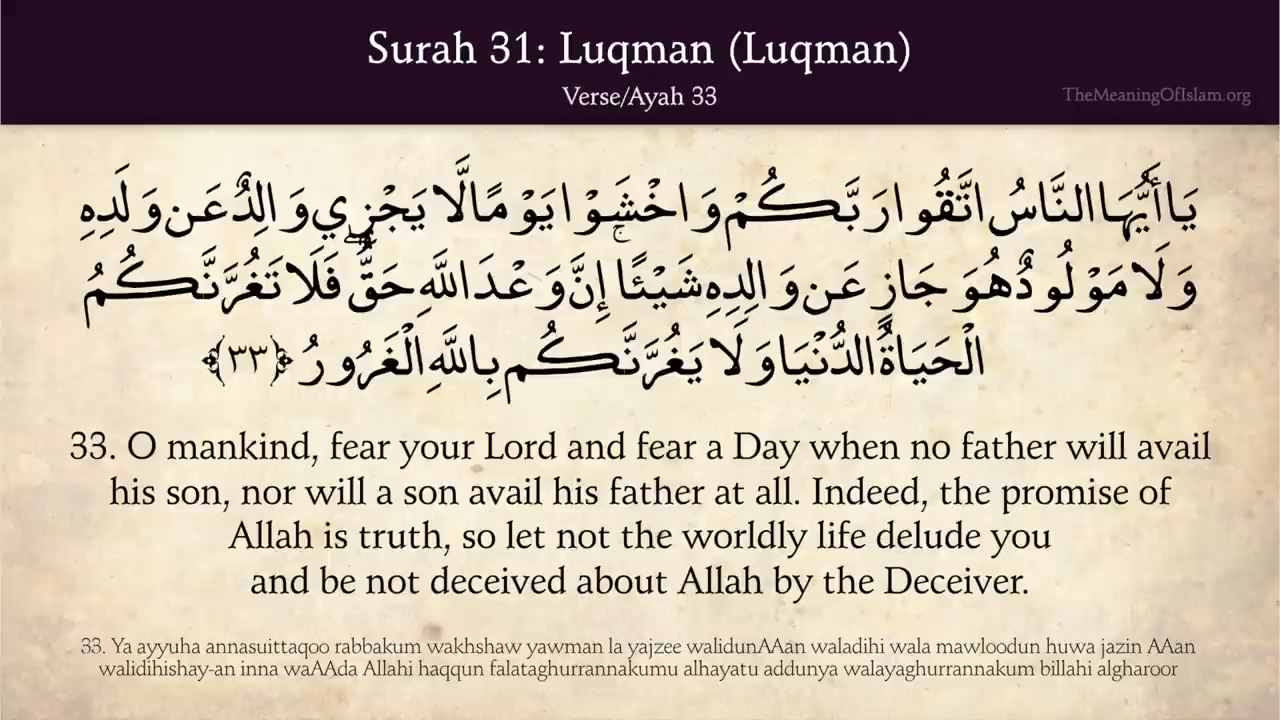 Surah 31: Luqman (Luqman)
Verse/Ayah 33
TheMeaningOfIslam.org
يَا أَيُّهَا النَّاسُ اتَّقُوا رَبَّكُمْ وَاخْشَوْا يَوْمًا لَّا يَجْزِي وَالِدٌ عَن وَلَدِهِ
وَلَا مَوْلُودٌ هُوَ جَازٍ عَن وَالِدِهِ شَيْئًا ۚ إِنَّ وَعْدَ اللَّهِ حَقٌّ ۖ فَلَا تَغُرَّنَّكُمُ
الْحَيَاةُ الدُّنْيَا وَلَا يَغُرَّنَّكُم بِاللَّهِ الْغَرُورُ ﴿٣٣﴾
33. O mankind, fear your Lord and fear a Day when no father will avail
his son, nor will a son avail his father at all. Indeed, the promise of
Allah is truth, so let not the worldly life delude you
and be not deceived about Allah by the Deceiver.
33. Ya ayyuha annasuittaqoo rabbakum wakhshaw yawman la yajzee walidunAAan waladihi wala mawloodun huwa jazin AAan
walidihishay-an inna waAAda Allahi haqqun falataghurrannakumu alhayatu addunya walayaghurrannakum billahi algharoor